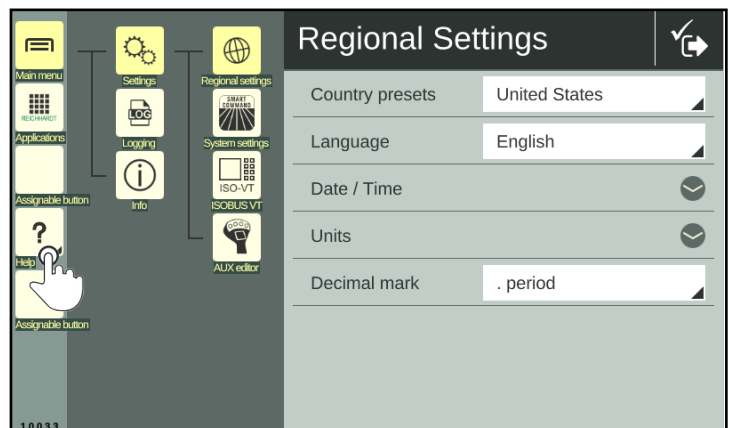 Main menu
REICHHARDT
Applications
Assignable button
?
Help
Assignable button
10033
Settings
LOG
Logging
i
Info
Regional settings
SMART
COMMAND
System settings
ISO-VT
ISOBUS VT
AUX editor
Regional Settings
Country presets United States
Language English
Date / Time
Units
Decimal mark . period